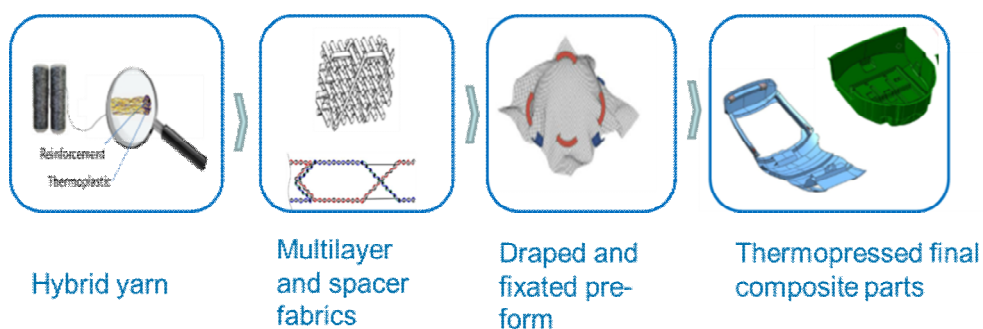 Reinforcement
Thermoplastic
Hybrid yarn
Multilayer
and spacer
fabrics
Draped and
fixated pre-
form
Thermopressed final
composite parts